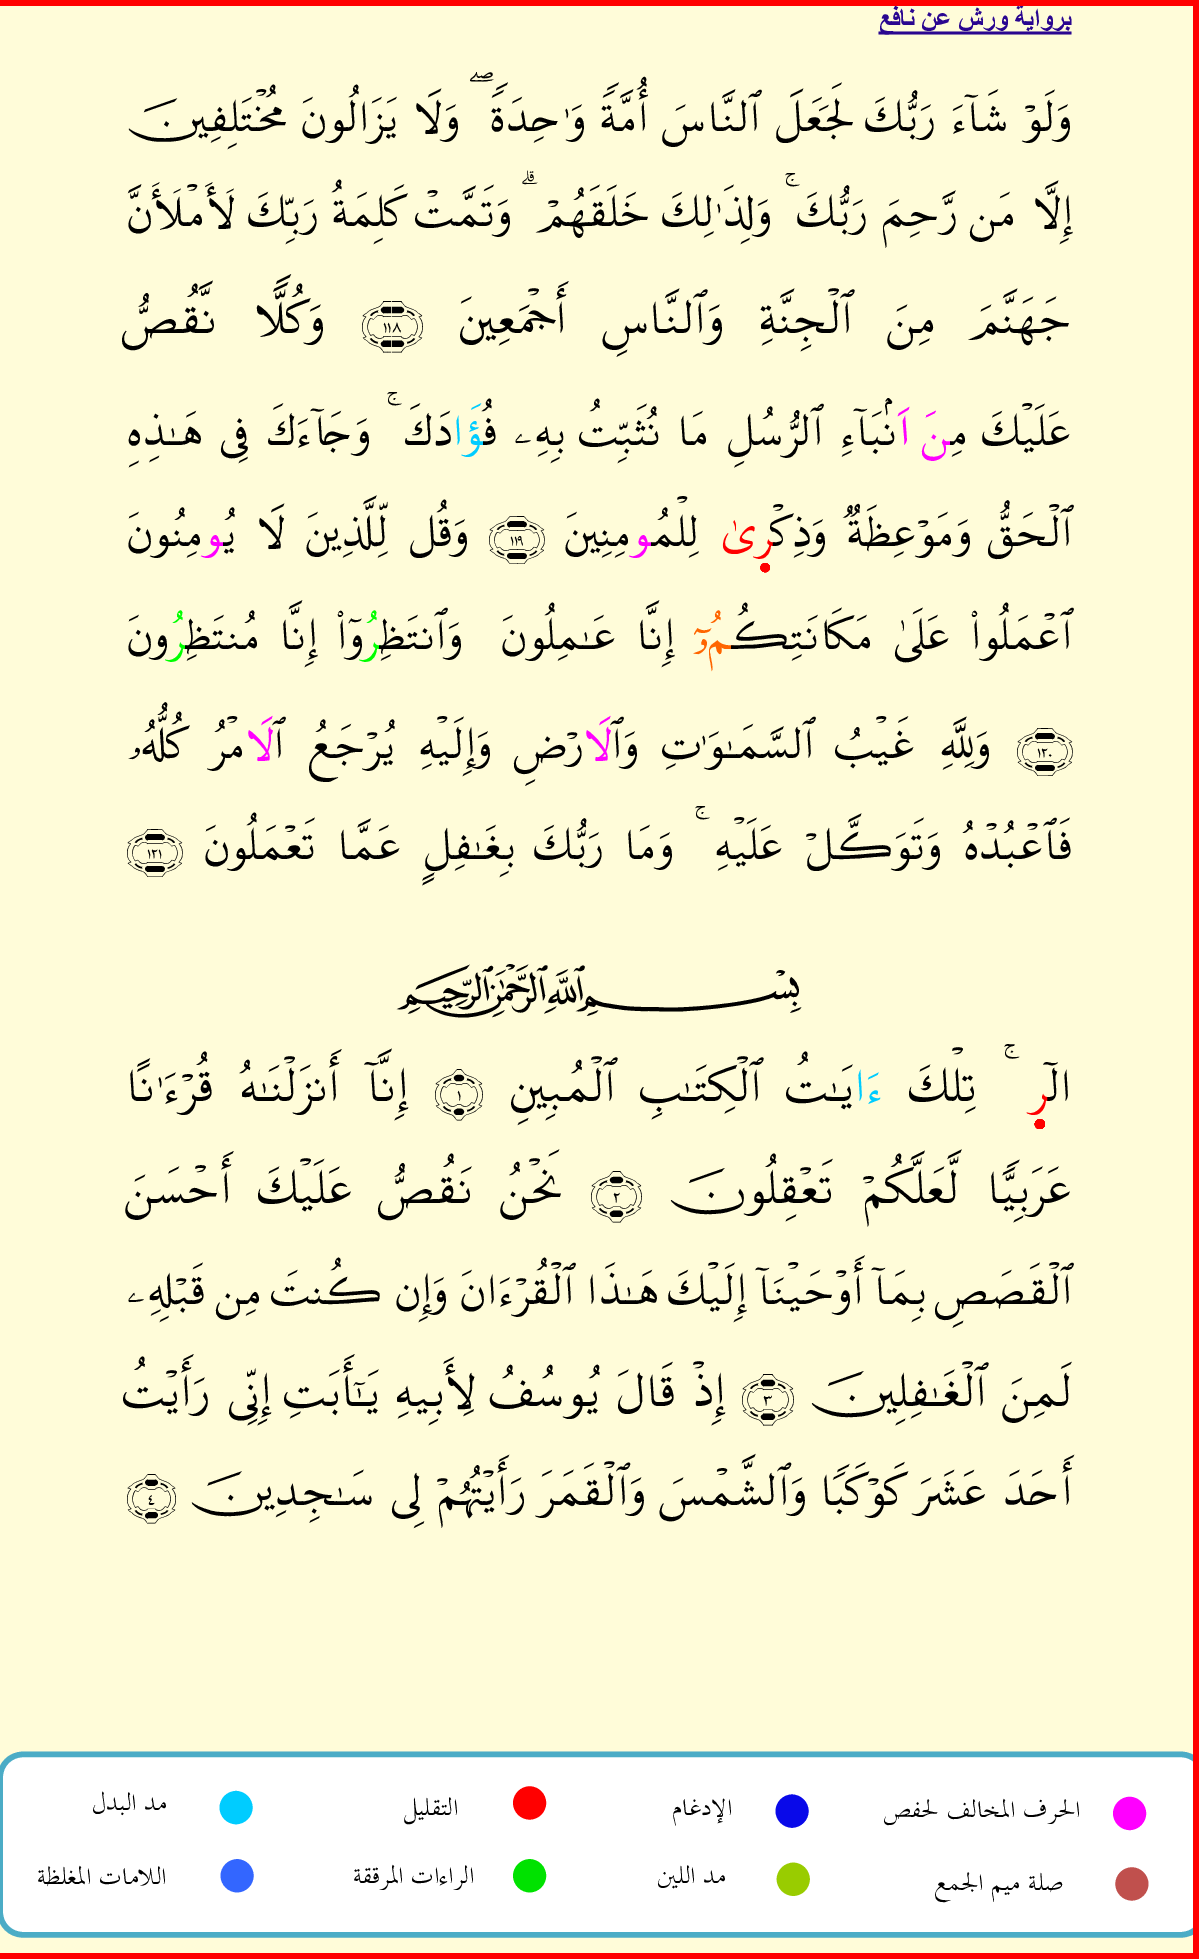 برواية ورش عن نافع
وَلَوْ شَآءَ رَبُّكَ لَجَعَلَ ٱلنَّاسَ أُمَّةٗ وَٰحِدَةٗۖ وَلَا يَزَالُونَ مُخْتَلِفِينَ
إِلَّا مَن رَّحِمَ رَبُّكَۚ وَلِذَٰلِكَ خَلَقَهُمْۗ وَتَمَّتْ كَلِمَةُ رَبِّكَ لَأَمْلَأَنَّ
جَهَنَّمَ مِنَ ٱلْجِنَّةِ وَٱلنَّاسِ أَجْمَعِينَ ١١٨ وَكُلّٗا نَّقُصُّ
عَلَيْكَ مِنَ اَنۢبَآءِ ٱلرُّسُلِ مَا نُثَبِّتُ بِهِۦ فُؤَادَكَۚ وَجَآءَكَ فِى هَـٰذِهِ
ٱلْحَقُّ وَمَوْعِظَةٞ وَذِكْرِىٰ لِلْمُومِنِينَ ١١٩ وَقُل لِّلَّذِينَ لَا يُومِنُونَ
ٱعْمَلُوا۟ عَلَىٰ مَكَانَتِكُمُۥٓ إِنَّا عَـٰمِلُونَ وَٱنتَظِرُوٓا۟ إِنَّا مُنتَظِرُونَ
١٢٠ وَلِلَّهِ غَيْبُ ٱلسَّمَـٰوَٰتِ وَٱلَارْضِ وَإِلَيْهِ يُرْجَعُ ٱلَامْرُ كُلُّهُۥ
فَٱعْبُدْهُ وَتَوَكَّلْ عَلَيْهِۚ وَمَا رَبُّكَ بِغَـٰفِلٍ عَمَّا تَعْمَلُونَ ١٢١
بِسْمِ ٱللَّهِ ٱلرَّحْمَـٰنِ ٱلرَّحِيمِ
الٓرِۚ تِلْكَ ءَايَـٰتُ ٱلْكِتَـٰبِ ٱلْمُبِينِ ١ إِنَّآ أَنزَلْنَـٰهُ قُرْءَٰنًا
عَرَبِيّٗا لَّعَلَّكُمْ تَعْقِلُونَ ٢ نَحْنُ نَقُصُّ عَلَيْكَ أَحْسَنَ
ٱلْقَصَصِ بِمَآ أَوْحَيْنَآ إِلَيْكَ هَـٰذَا ٱلْقُرْءَانَ وَإِن كُنتَ مِن قَبْلِهِۦ
لَمِنَ ٱلْغَـٰفِلِينَ ٣ إِذْ قَالَ يُوسُفُ لِأَبِيهِ يَـٰٓأَبَتِ إِنِّى رَأَيْتُ
أَحَدَ عَشَرَ كَوْكَبٗا وَٱلشَّمْسَ وَٱلْقَمَرَ رَأَيْتُهُمْ لِى سَـٰجِدِينَ ٤
الحرف المخالف لحفص الإدغام التقليل مد البدل
صلة ميم الجمع مد اللين الراءات المرققة اللامات المغلظة